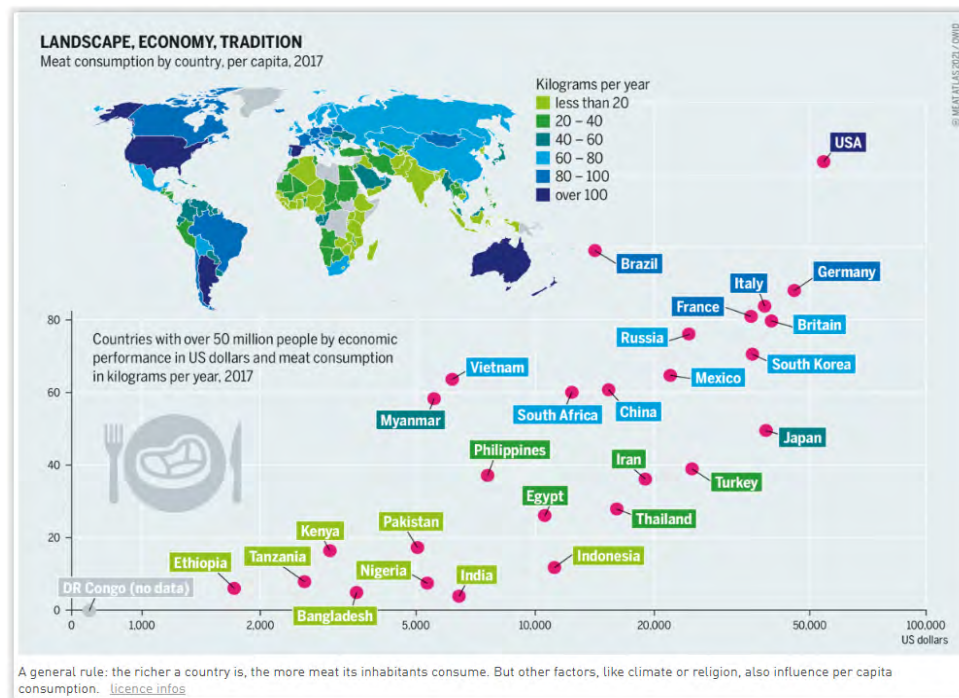 LANDSCAPE, ECONOMY, TRADITION
Meat consumption by country, per capita, 2017
© MEAT ATLAS 2021 / OWID
Kilograms per year
less than 20
20 – 40
40 – 60
60 – 80
80 – 100
over 100
USA
Brazil
Germany
Italy
France
Britain
Russia
South Korea
80
Countries with over 50 million people by economic
performance in US dollars and meat consumption
in kilograms per year, 2017
Vietnam
Mexico
60
Myanmar
South Africa
China
Japan
Philippines
Iran
40
Turkey
Egypt
Thailand
Pakistan
Kenya
20
Ethiopia
Tanzania
Nigeria
India
Indonesia
DR Congo (no data)
Bangladesh
0
0 1,000 2,000 5,000 10,000 20,000 50,000 100,000
US dollars
A general rule: the richer a country is, the more meat its inhabitants consume. But other factors, like climate or religion, also influence per capita
consumption. licence infos